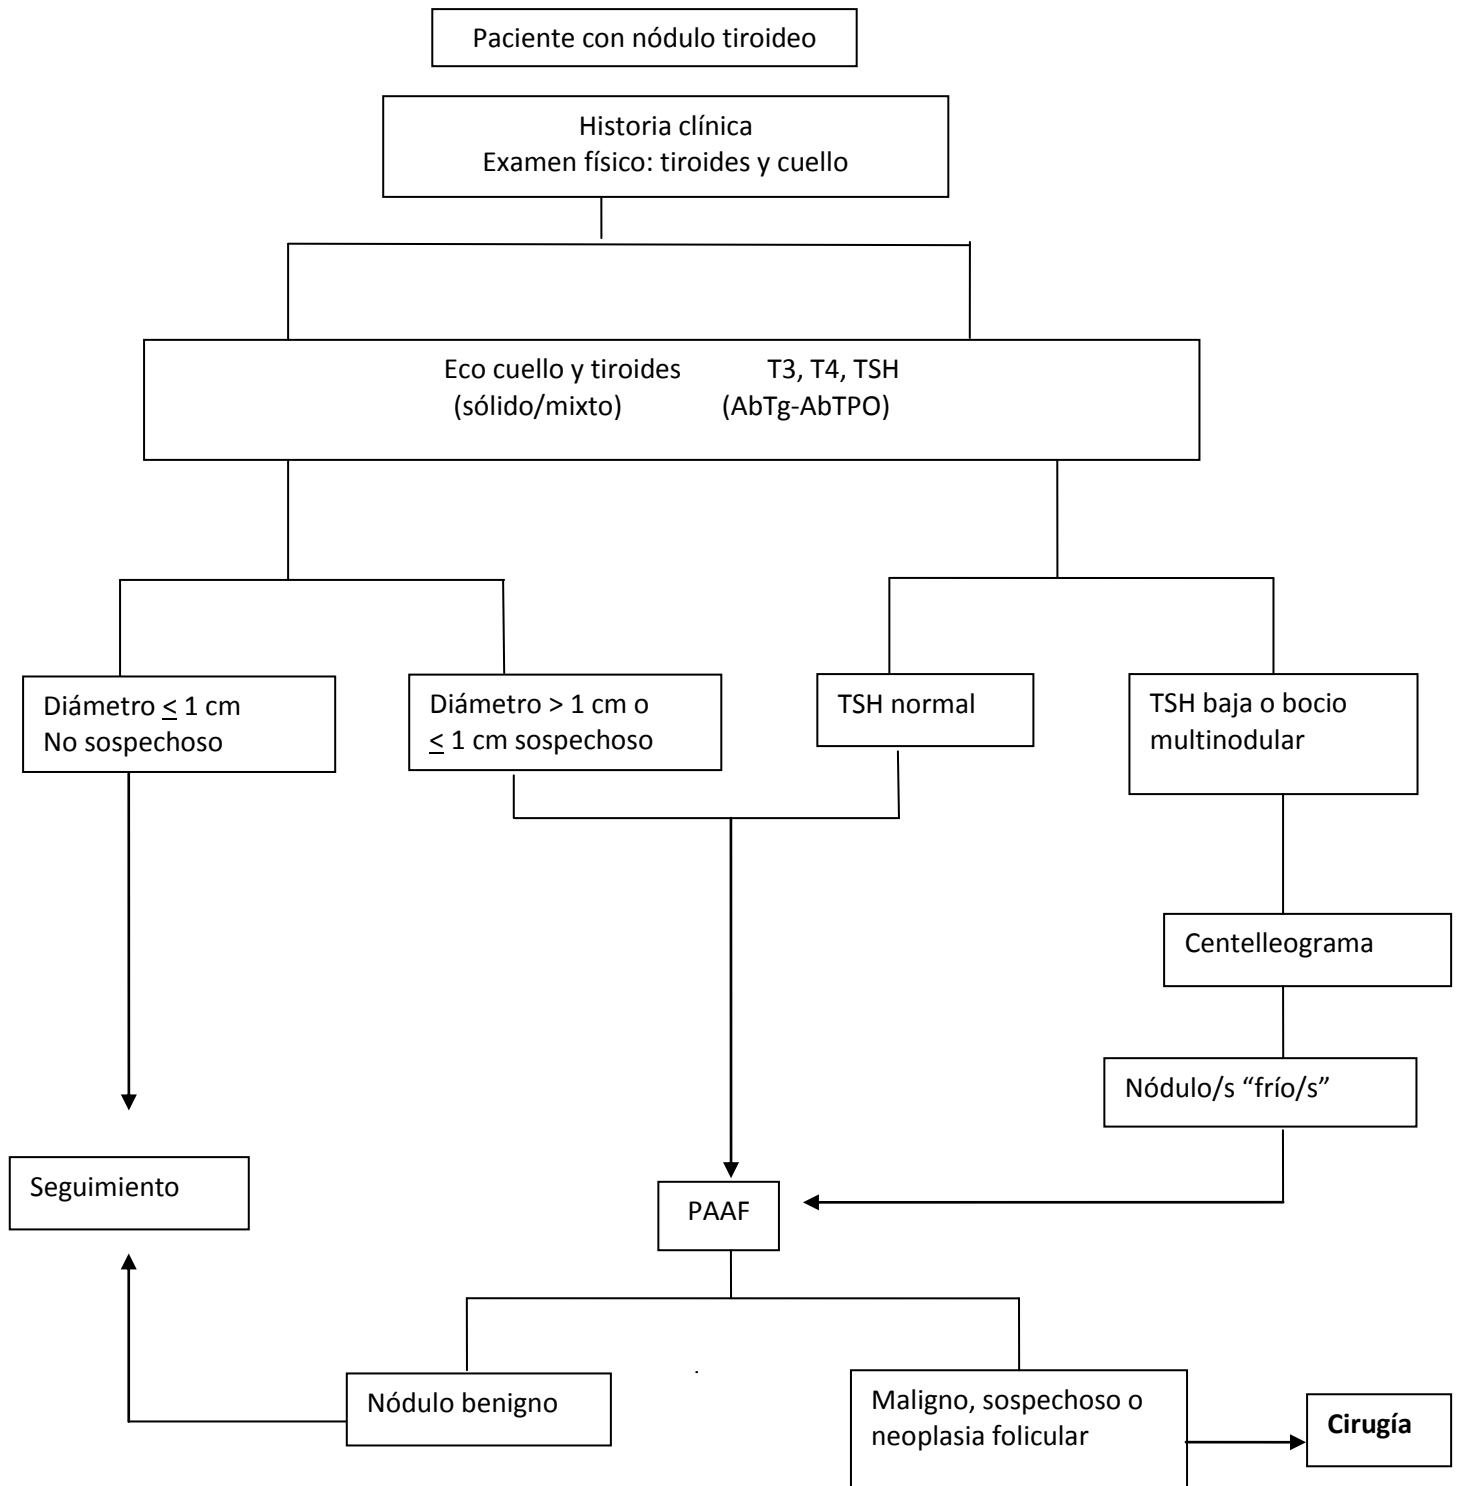 Paciente con nódulo tiroideo
Historia clínica
Examen físico: tiroides y cuello
Eco cuello y tiroides T3, T4, TSH
(sólido/mixto) (AbTg-AbTPO)
Diámetro ≤ 1 cm
No sospechoso
Diámetro > 1 cm o
≤ 1 cm sospechoso
TSH normal
TSH baja o bocio
multinodular
Centelleograma
Nódulo/s “frío/s”
Seguimiento
PAAF
Nódulo benigno
Maligno, sospechoso o
neoplasia folicular
Cirugía